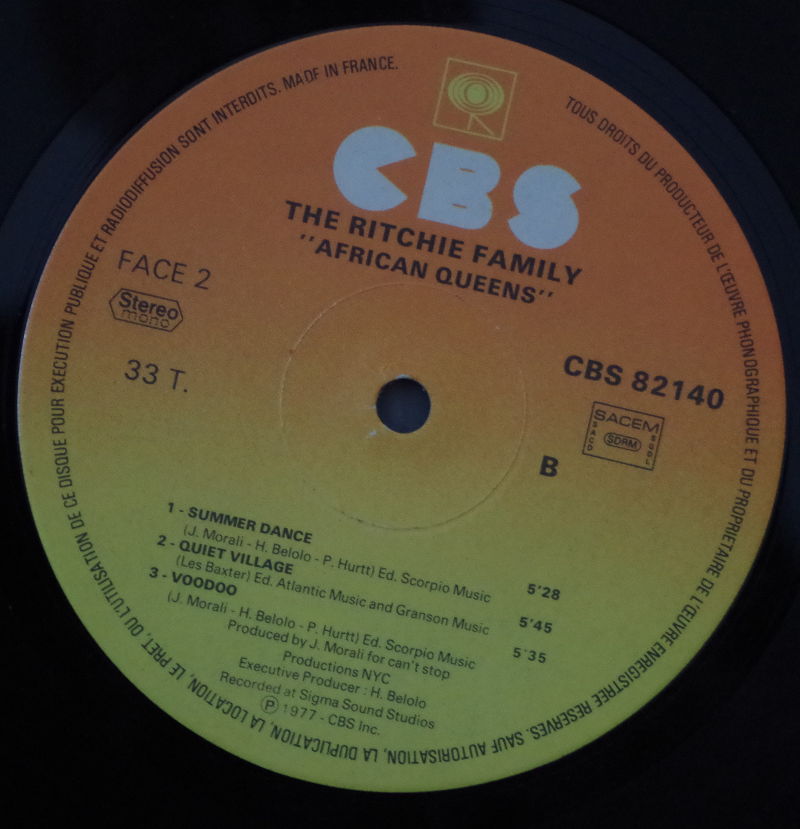 TOUS DROITS DU PRODUCTEUR DE L'ŒUVRE PHONOGRAPHIQUE ET DU PROPRIETAIRE DE L'ŒUVRE ENREGISTREE RESERVES. SAUF AUTORISATION, LA DUPLICATION, LA LOCATION, LE PRET, OU L'UTILISATION DE CE DISQUE POUR EXECUTION PUBLIQUE ET RADIODIFFUSION SONT INTERDITS. MADE IN FRANCE.
CBS
THE RITCHIE FAMILY
"AFRICAN QUEENS"
FACE 2
Stereo
mono
33 T.
CBS 82140
SACEM
SACD
SDRM
SGDL
B
1 - SUMMER DANCE
(J. Morali - H. Belolo - P. Hurtt) Ed. Scorpio Music 5'28
2 - QUIET VILLAGE
(Les Baxter) Ed. Atlantic Music and Granson Music 5'45
3 - VOODOO
(J. Morali - H. Belolo - P. Hurtt) Ed. Scorpio Music 5'35
Produced by J. Morali for can't stop
Productions NYC
Executive Producer : H. Belolo
Recorded at Sigma Sound Studios
℗ 1977 - CBS Inc.